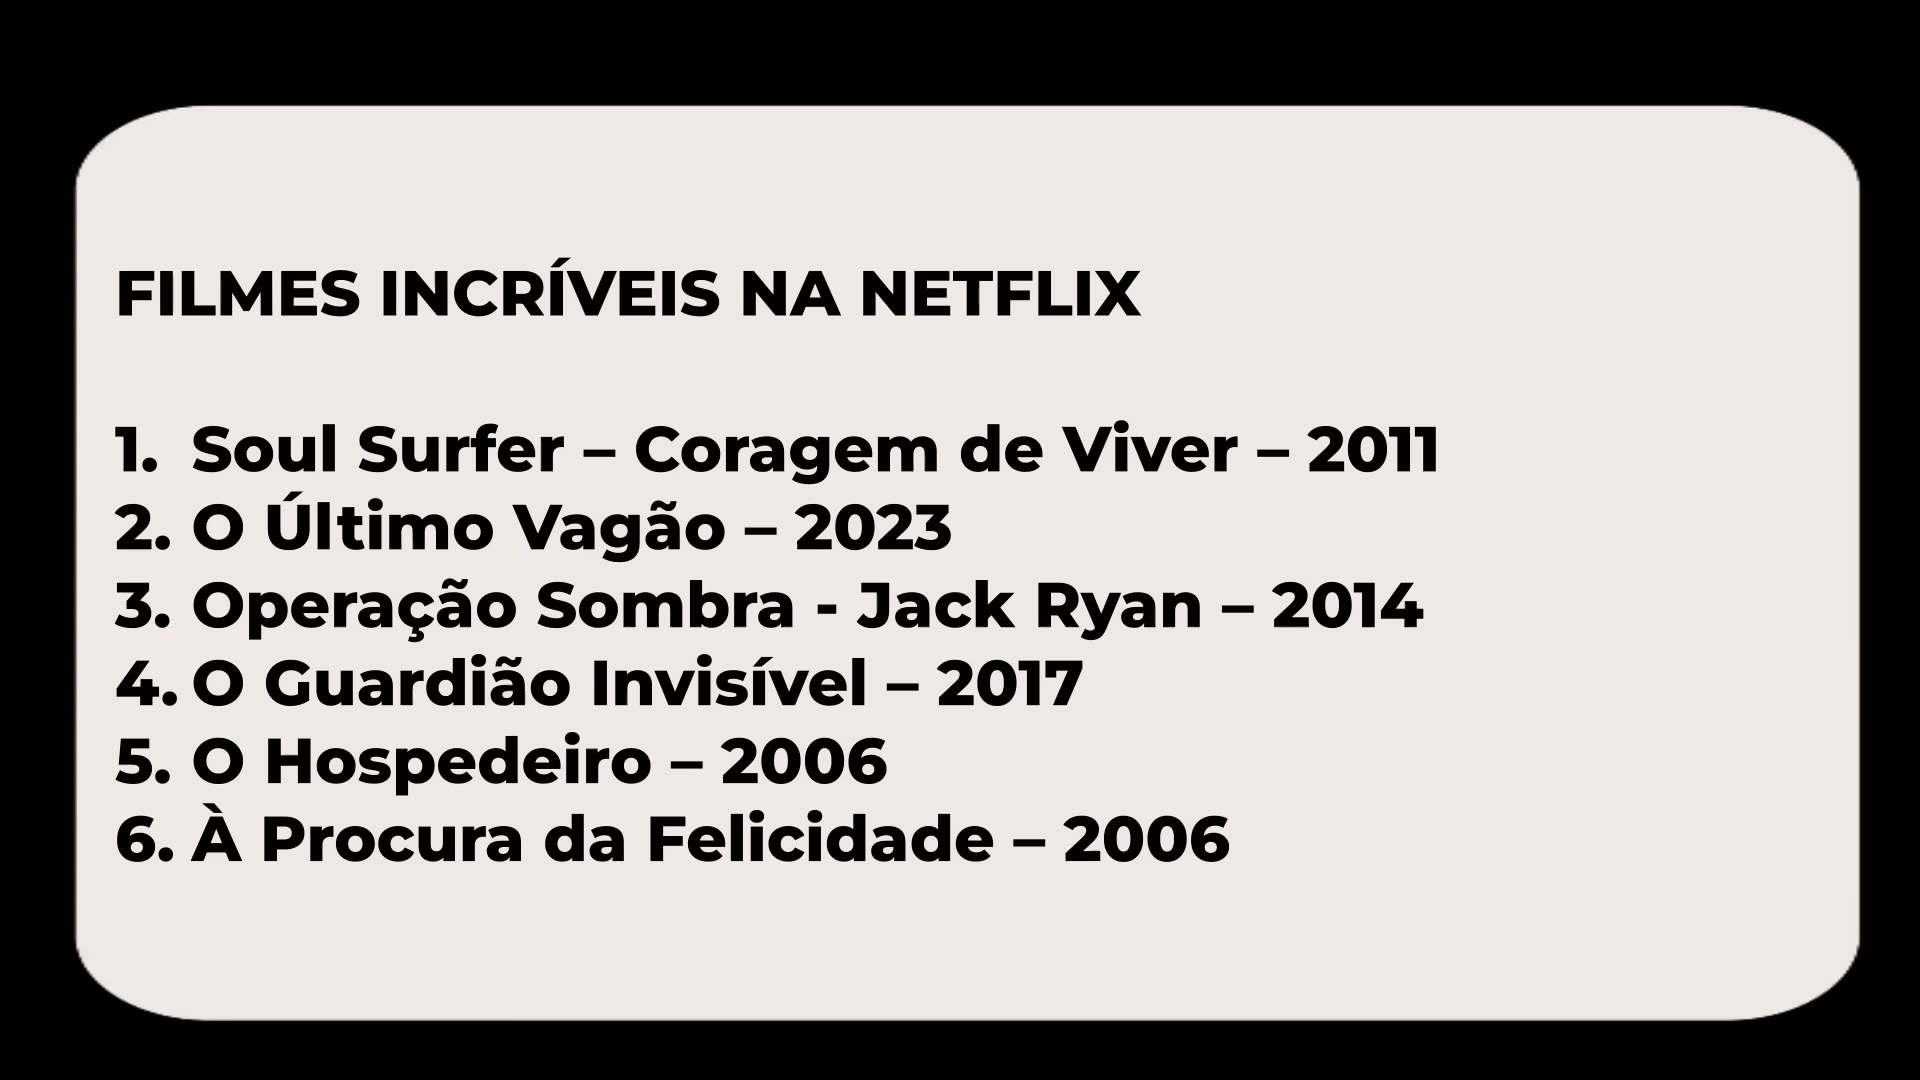 FILMES INCRÍVEIS NA NETFLIX
1. Soul Surfer – Coragem de Viver – 2011
2. O Último Vagão – 2023
3. Operação Sombra - Jack Ryan – 2014
4. O Guardião Invisível – 2017
5. O Hospedeiro – 2006
6. À Procura da Felicidade – 2006